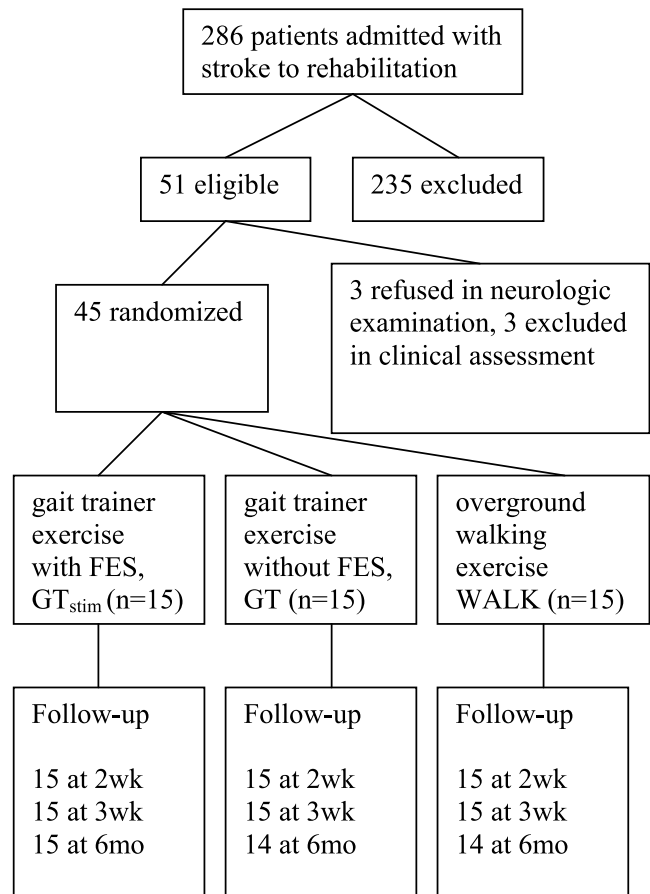 286 patients admitted with
stroke to rehabilitation
51 eligible
235 excluded
45 randomized
3 refused in neurologic
examination, 3 excluded
in clinical assessment
gait trainer
exercise
with FES,
GTstim (n=15)
gait trainer
exercise
without FES,
GT (n=15)
overground
walking
exercise
WALK (n=15)
Follow-up
15 at 2wk
15 at 3wk
15 at 6mo
Follow-up
15 at 2wk
15 at 3wk
14 at 6mo
Follow-up
15 at 2wk
15 at 3wk
14 at 6mo